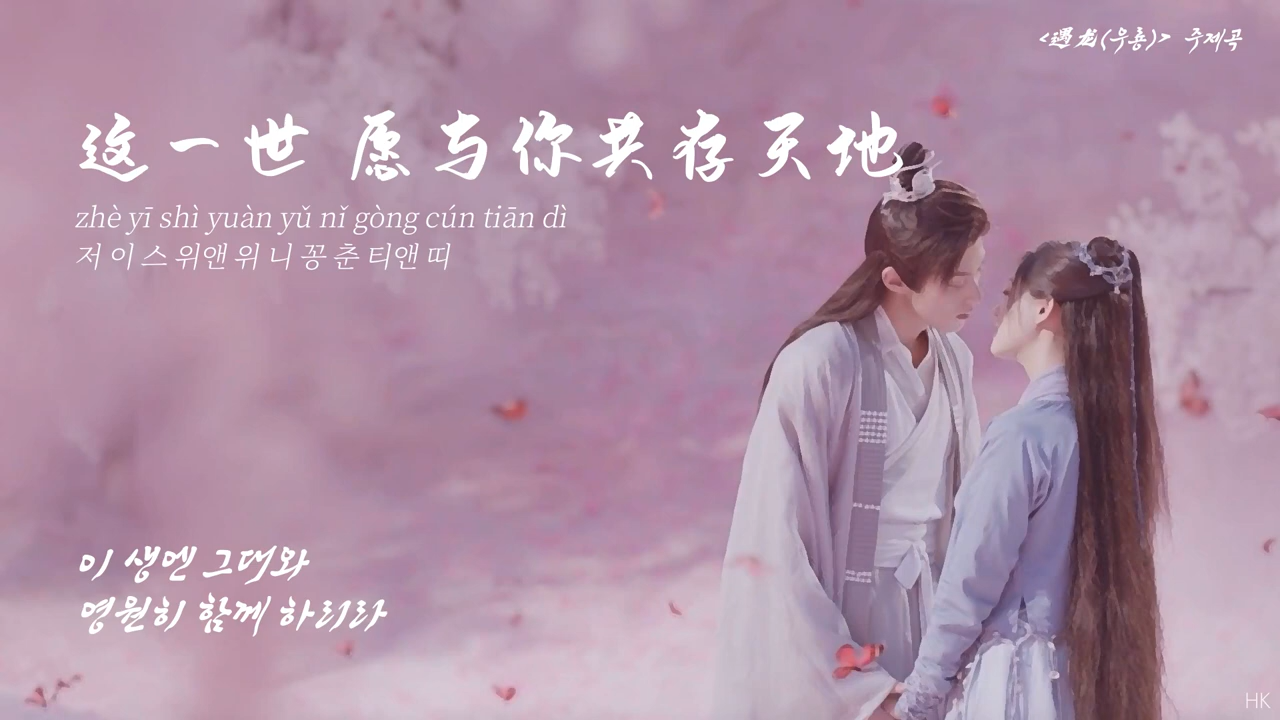 <遇龙(우룡)> 주제곡
这一世 愿与你共存天地
zhè yī shì yuàn yǔ nǐ gòng cún tiān dì
저 이 스 위앤 위 니 꽁 춘 티앤 띠
이 생엔 그대와
영원히 함께 하리라
HK